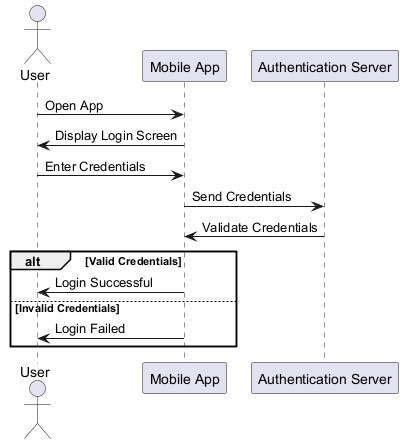 User
Mobile App
Authentication Server
Open App
Display Login Screen
Enter Credentials
Send Credentials
Validate Credentials
alt
[Valid Credentials]
Login Successful
[Invalid Credentials]
Login Failed
User
Mobile App
Authentication Server